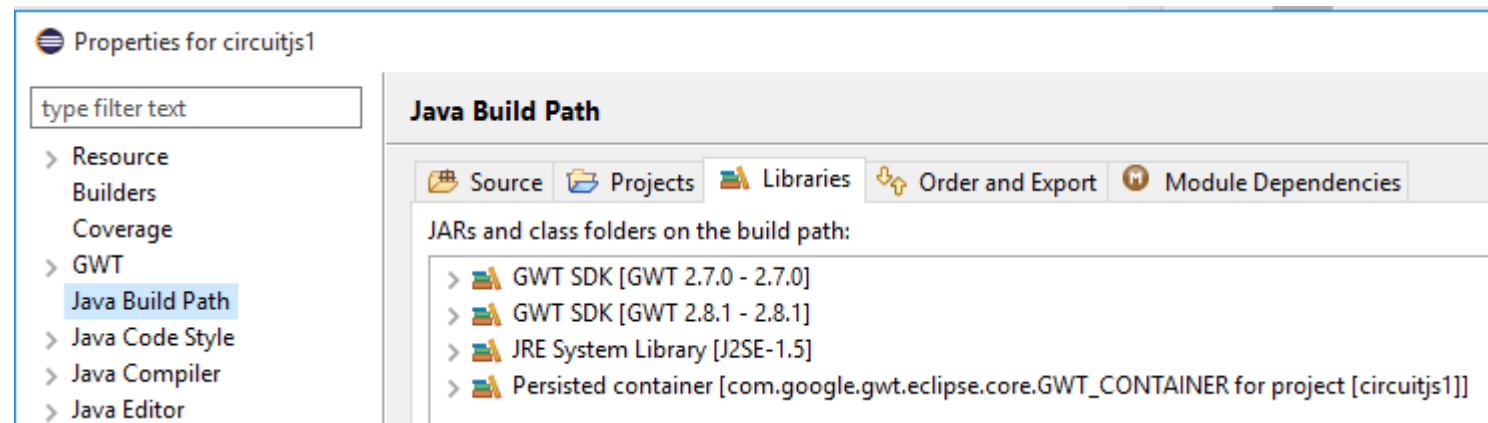 Properties for circuitjs1
type filter text
Resource
Builders
Coverage
GWT
Java Build Path
Java Code Style
Java Compiler
Java Editor
Java Build Path
Source Projects Libraries Order and Export Module Dependencies
JARs and class folders on the build path:
GWT SDK [GWT 2.7.0 - 2.7.0]
GWT SDK [GWT 2.8.1 - 2.8.1]
JRE System Library [J2SE-1.5]
Persisted container [com.google.gwt.eclipse.core.GWT_CONTAINER for project [circuitjs1]]